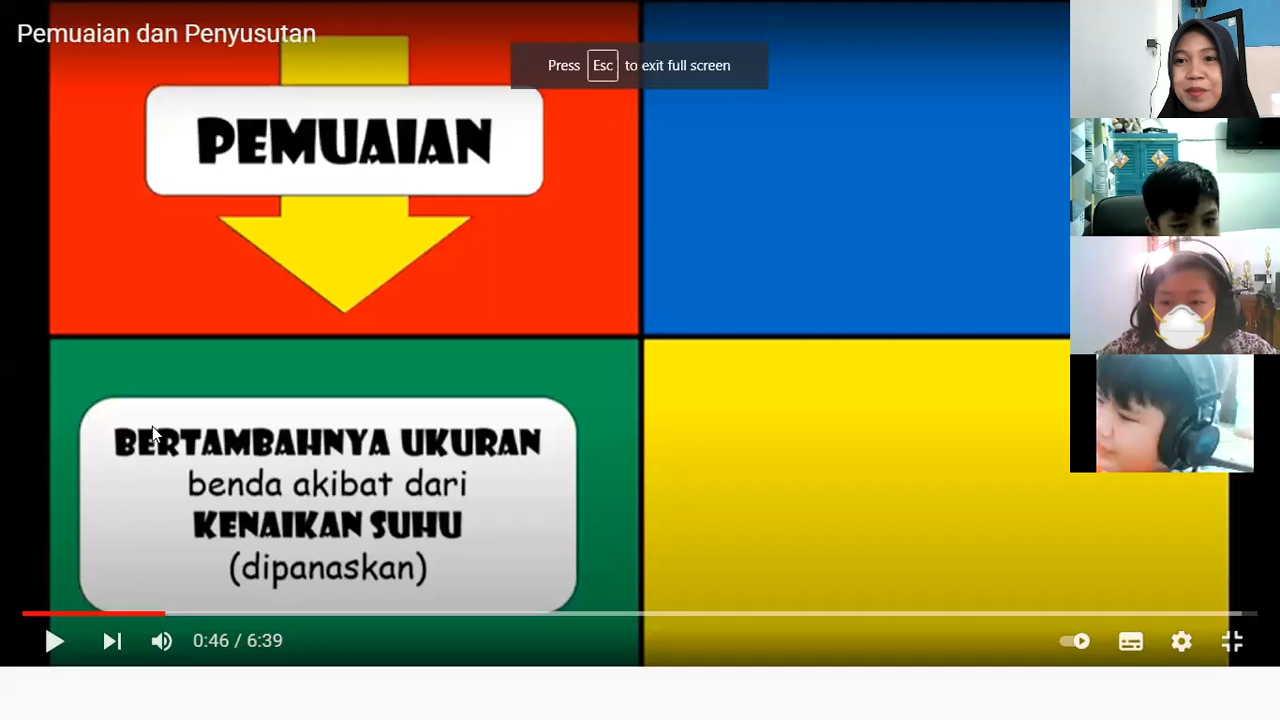 Pemuaian dan Penyusutan
Press Esc to exit full screen
PEMUAIAN
BERTAMBAHNYA UKURAN
benda akibat dari
KENAIKAN SUHU
(dipanaskan)
0:46 / 6:39